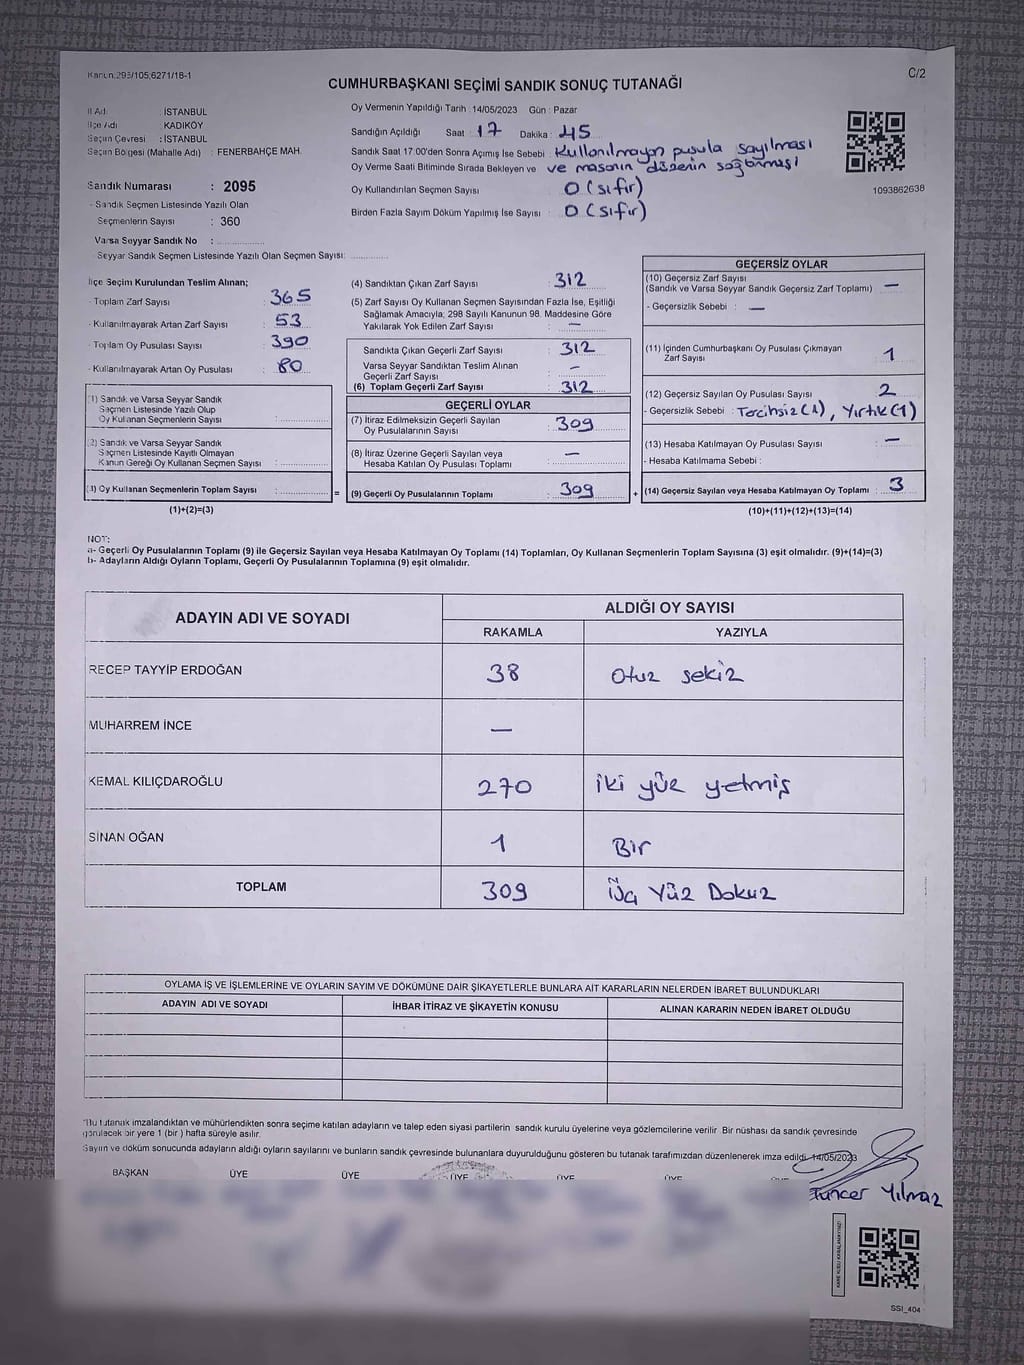 Kanun:298/105,6271/18-1
C/2
CUMHURBAŞKANI SEÇİMİ SANDIK SONUÇ TUTANAĞI
İl Adı : İSTANBUL
İlçe Adı : KADIKÖY
Seçim Çevresi : İSTANBUL
Seçim Bölgesi (Mahalle Adı) : FENERBAHÇE MAH.
Sandık Numarası : 2095
- Sandık Seçmen Listesinde Yazılı Olan
Seçmenlerin Sayısı : 360
Varsa Seyyar Sandık No :
- Seyyar Sandık Seçmen Listesinde Yazılı Olan Seçmen Sayısı:
Oy Vermenin Yapıldığı Tarih : 14/05/2023 Gün : Pazar
Sandığın Açıldığı Saat : 17 Dakika : 45
Sandık Saat 17:00'den Sonra Açımış İse Sebebi : Kullanılmayan pusula sayılması
ve masanın düzenin sağlanması
Oy Verme Saati Bitiminde Sırada Bekleyen ve
Oy Kullandırılan Seçmen Sayısı : 0 (sıfır)
Birden Fazla Sayım Döküm Yapılmış İse Sayısı : 0 (sıfır)
1093862638
İlçe Seçim Kurulundan Teslim Alınan;
- Toplam Zarf Sayısı : 365
- Kullanılmayarak Artan Zarf Sayısı : 53
- Toplam Oy Pusulası Sayısı : 390
- Kullanılmayarak Artan Oy Pusulası : 80
(1) Sandık ve Varsa Seyyar Sandık
Seçmen Listesinde Yazılı Olup
Oy Kullanan Seçmenlerin Sayısı :
(2) Sandık ve Varsa Seyyar Sandık
Seçmen Listesinde Kayıtlı Olmayan
Kanun Gereği Oy Kullanan Seçmen Sayısı :
(3) Oy Kullanan Seçmenlerin Toplam Sayısı :
(1)+(2)=(3)
(4) Sandıktan Çıkan Zarf Sayısı : 312
(5) Zarf Sayısı Oy Kullanan Seçmen Sayısından Fazla İse, Eşitliği
Sağlamak Amacıyla; 298 Sayılı Kanunun 98. Maddesine Göre
Yakılarak Yok Edilen Zarf Sayısı : —
Sandıkta Çıkan Geçerli Zarf Sayısı : 312
Varsa Seyyar Sandıktan Teslim Alınan
Geçerli Zarf Sayısı : —
(6) Toplam Geçerli Zarf Sayısı : 312
GEÇERLİ OYLAR
(7) İtiraz Edilmeksizin Geçerli Sayılan
Oy Pusulalarının Sayısı : 309
(8) İtiraz Üzerine Geçerli Sayılan veya
Hesaba Katılan Oy Pusulası Toplamı : —
= (9) Geçerli Oy Pusulalarının Toplamı : 309
GEÇERSİZ OYLAR
(10) Geçersiz Zarf Sayısı
(Sandık ve Varsa Seyyar Sandık Geçersiz Zarf Toplamı) : —
- Geçersizlik Sebebi : —
(11) İçinden Cumhurbaşkanı Oy Pusulası Çıkmayan
Zarf Sayısı : 1
(12) Geçersiz Sayılan Oy Pusulası Sayısı : 2
- Geçersizlik Sebebi : Tercihsiz(1), Yırtık(1)
(13) Hesaba Katılmayan Oy Pusulası Sayısı : —
- Hesaba Katılmama Sebebi :
+ (14) Geçersiz Sayılan veya Hesaba Katılmayan Oy Toplamı : 3
(10)+(11)+(12)+(13)=(14)
NOT:
a- Geçerli Oy Pusulalarının Toplamı (9) ile Geçersiz Sayılan veya Hesaba Katılmayan Oy Toplamı (14) Toplamları, Oy Kullanan Seçmenlerin Toplam Sayısına (3) eşit olmalıdır. (9)+(14)=(3)
b- Adayların Aldığı Oyların Toplamı, Geçerli Oy Pusulalarının Toplamına (9) eşit olmalıdır.
ADAYIN ADI VE SOYADI
ALDIĞI OY SAYISI
RAKAMLA YAZIYLA
RECEP TAYYİP ERDOĞAN 38 Otuz sekiz
MUHARREM İNCE —
KEMAL KILIÇDAROĞLU 270 iki yüz yetmiş
SİNAN OĞAN 1 Bir
TOPLAM 309 Üç Yüz Dokuz
OYLAMA İŞ VE İŞLEMLERİNE VE OYLARIN SAYIM VE DÖKÜMÜNE DAİR ŞİKAYETLERLE BUNLARA AİT KARARLARIN NELERDEN İBARET BULUNDUKLARI
ADAYIN ADI VE SOYADI İHBAR İTİRAZ VE ŞİKAYETİN KONUSU ALINAN KARARIN NEDEN İBARET OLDUĞU
*Bu tutanak imzalandıktan ve mühürlendikten sonra seçime katılan adayların ve talep eden siyasi partilerin sandık kurulu üyelerine veya gözlemcilerine verilir. Bir nüshası da sandık çevresinde
görülecek bir yere 1 (bir) hafta süreyle asılır.
Sayım ve döküm sonucunda adayların aldığı oyların sayılarını ve bunların sandık çevresinde bulunanlara duyurulduğunu gösteren bu tutanak tarafımızdan düzenlenerek imza edildi. 14/05/2023
BAŞKAN ÜYE ÜYE ÜYE ÜYE ÜYE
Tuncer Yılmaz
SSI_404